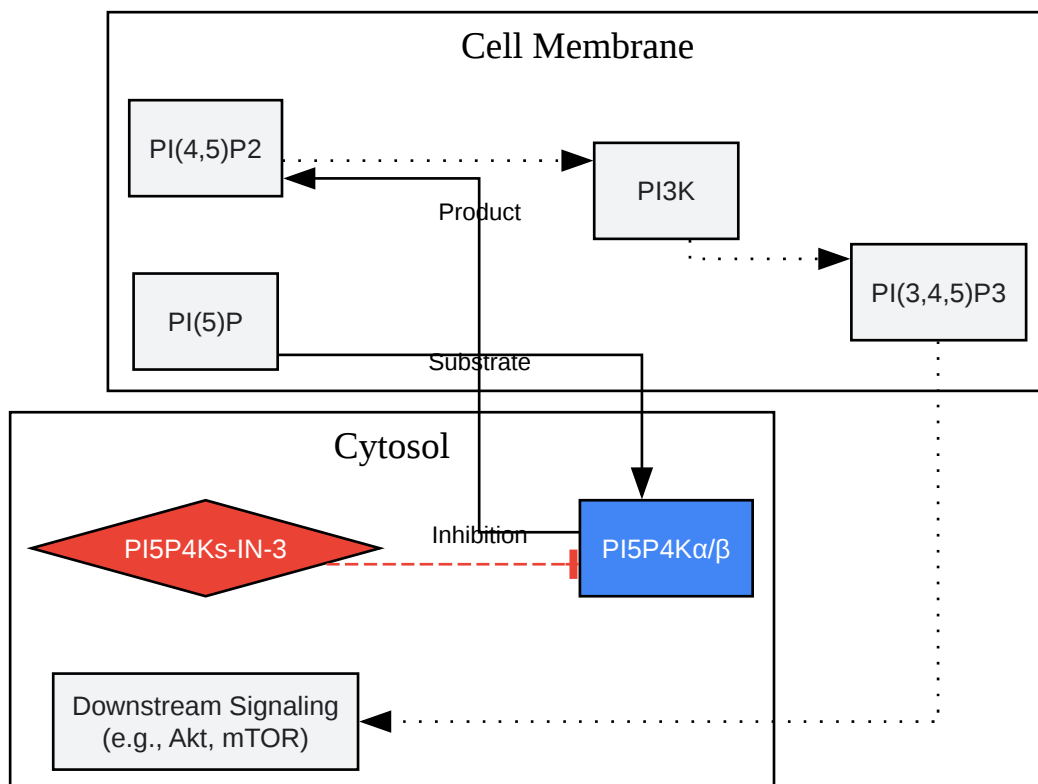 Cell Membrane
PI(4,5)P2
PI3K
Product
PI(3,4,5)P3
PI(5)P
Substrate
Cytosol
PI5P4Ks-IN-3
Inhibition
PI5P4Kα/β
Downstream Signaling
(e.g., Akt, mTOR)